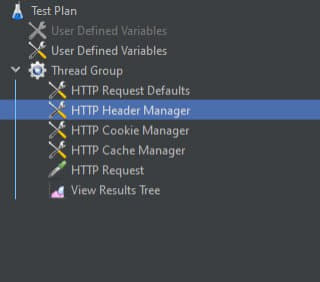 Test Plan
User Defined Variables
User Defined Variables
Thread Group
HTTP Request Defaults
HTTP Header Manager
HTTP Cookie Manager
HTTP Cache Manager
HTTP Request
View Results Tree